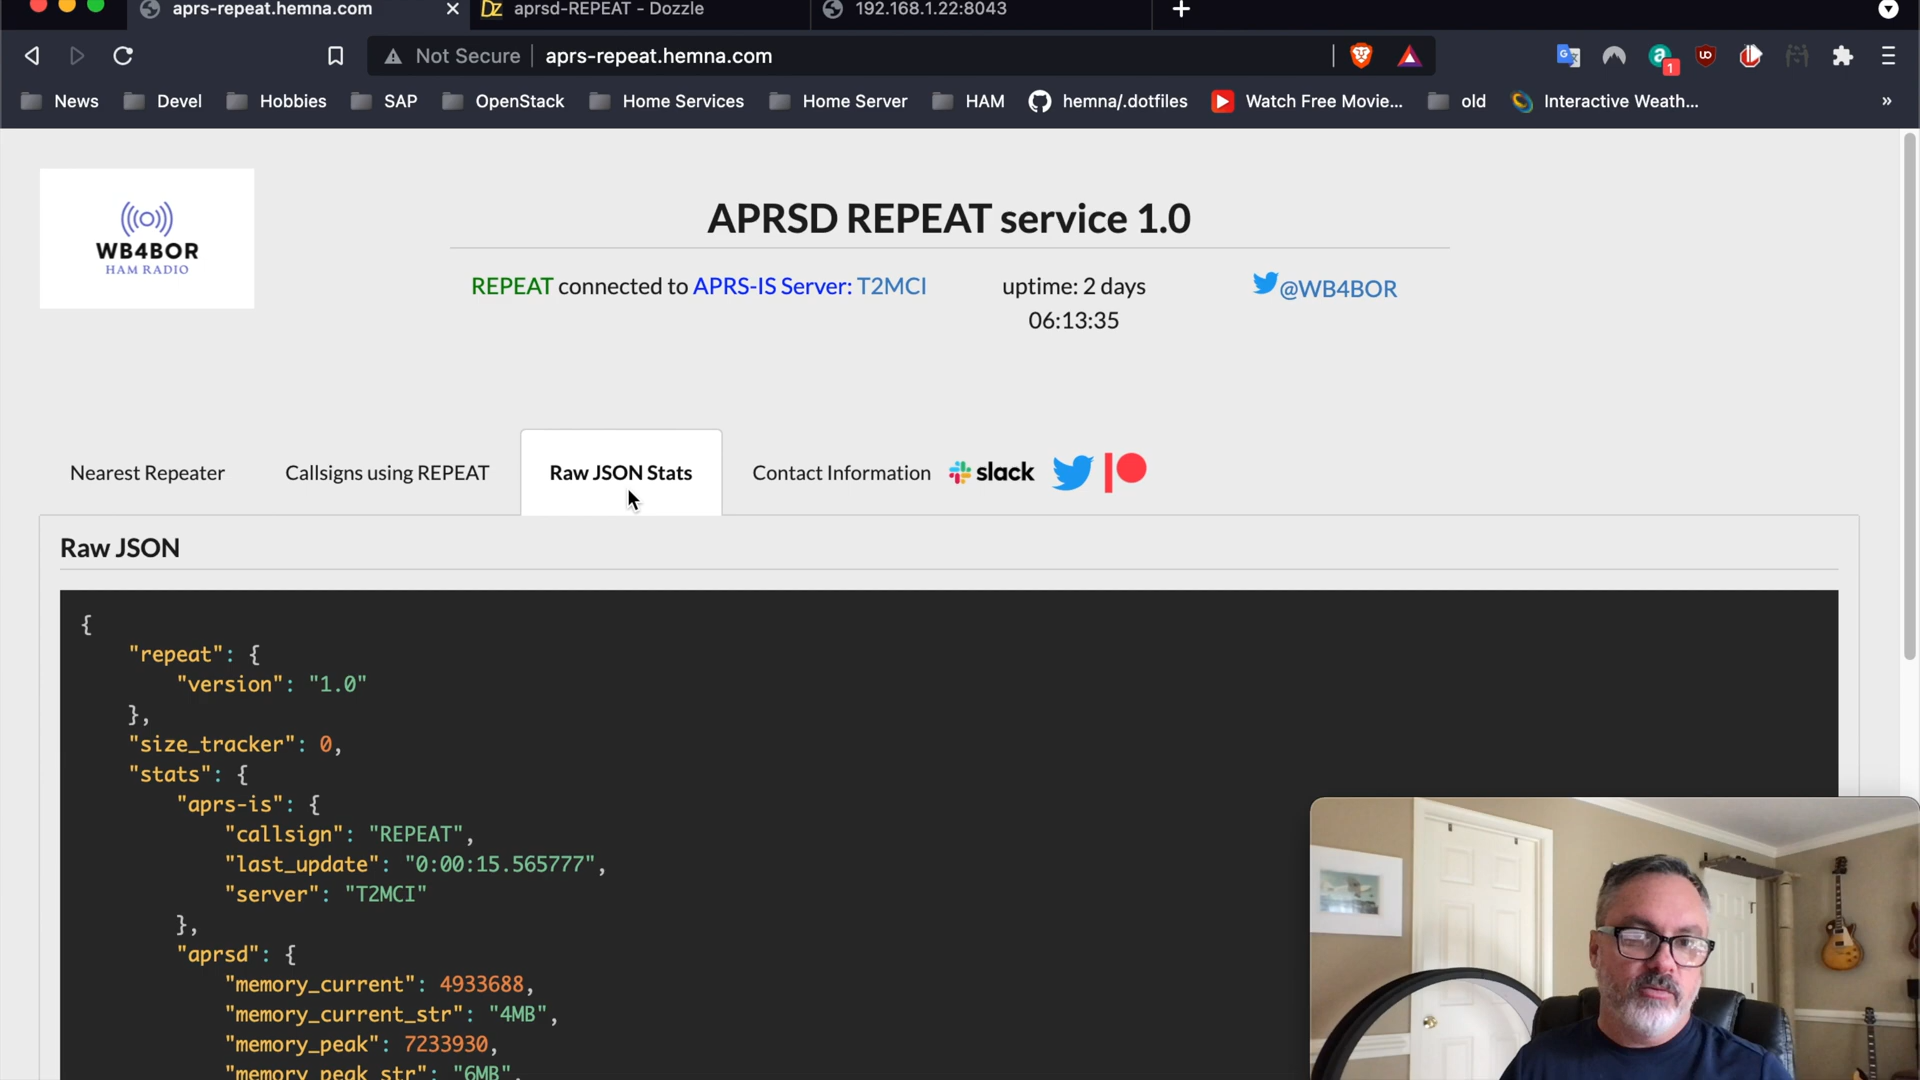 aprs-repeat.hemna.com
DZ aprsd-REPEAT - Dozzle
192.168.1.22:8043
Not Secure aprs-repeat.hemna.com
1
News Devel Hobbies SAP OpenStack Home Services Home Server HAM hemna/.dotfiles Watch Free Movie... old Interactive Weath... »
WB4BOR
HAM RADIO
APRSD REPEAT service 1.0
REPEAT connected to APRS-IS Server: T2MCI
uptime: 2 days
06:13:35
@WB4BOR
Nearest Repeater Callsigns using REPEAT Raw JSON Stats Contact Information slack
Raw JSON
{
"repeat": {
"version": "1.0"
},
"size_tracker": 0,
"stats": {
"aprs-is": {
"callsign": "REPEAT",
"last_update": "0:00:15.565777",
"server": "T2MCI"
},
"aprsd": {
"memory_current": 4933688,
"memory_current_str": "4MB",
"memory_peak": 7233930,
"memory_peak_str": "6MB",